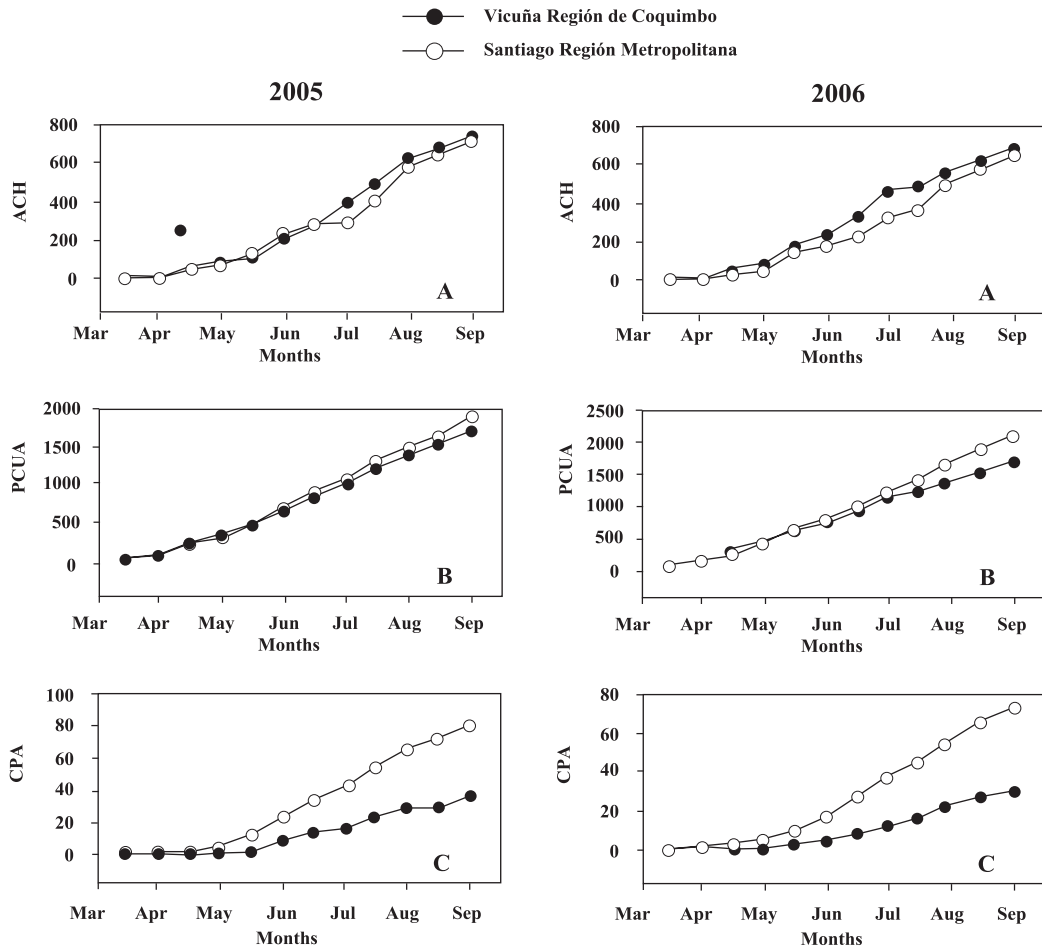 Vicuña Región de Coquimbo
Santiago Región Metropolitana
2005
800
600
400
200
0
ACH
A
Mar Apr May Jun Jul Aug Sep
Months
2006
800
600
400
200
0
ACH
A
Mar Apr May Jun Jul Aug Sep
Months
2000
1500
1000
500
0
PCUA
B
Mar Apr May Jun Jul Aug Sep
Months
2500
2000
1500
1000
500
0
PCUA
B
Mar Apr May Jun Jul Aug Sep
Months
100
80
60
40
20
0
CPA
C
Mar Apr May Jun Jul Aug Sep
Months
80
60
40
20
0
CPA
C
Mar Apr May Jun Jul Aug Sep
Months